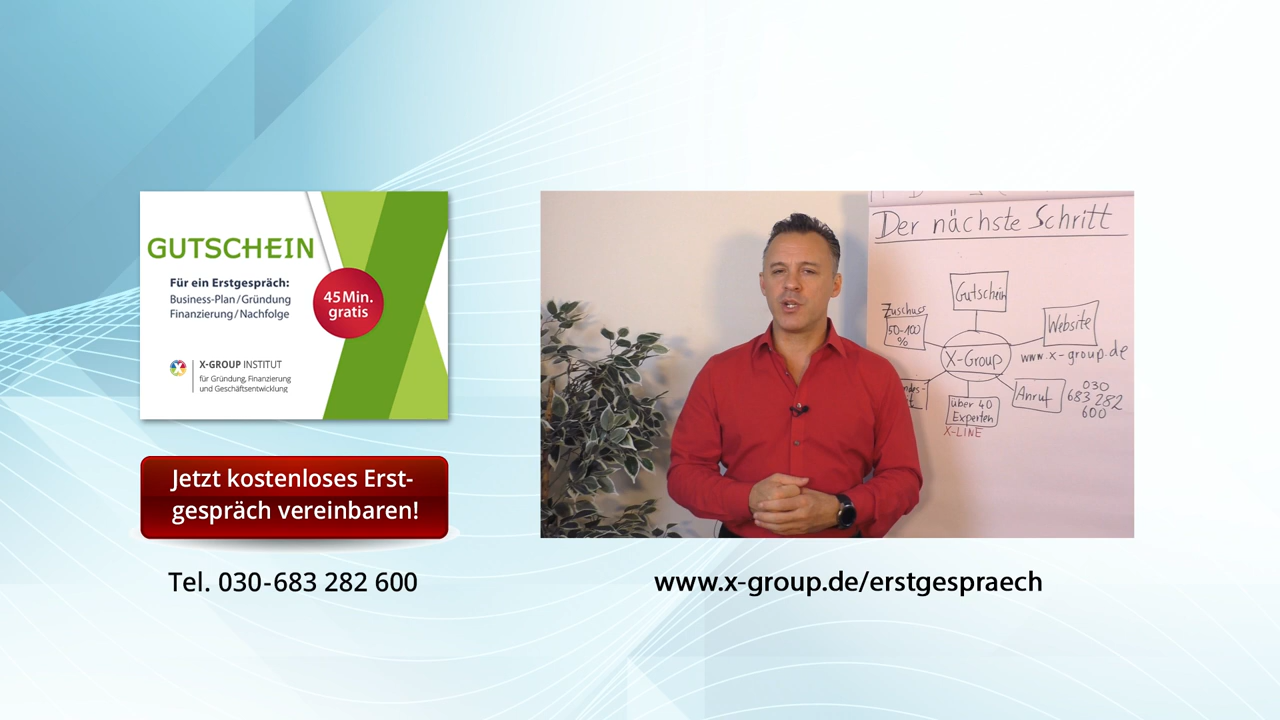 GUTSCHEIN
Für ein Erstgespräch:
Business-Plan/Gründung
Finanzierung/Nachfolge
45 Min.
gratis
X-GROUP INSTITUT
für Gründung, Finanzierung
und Geschäftsentwicklung
Jetzt kostenloses Erst-
gespräch vereinbaren!
Tel. 030-683 282 600
Der nächste Schritt
Gutschein
Zuschuss
50-100
%
Website
www.x-group.de
X-Group
Anruf
030
683 282
600
über 40
Experten
X-LINE
www.x-group.de/erstgespraech